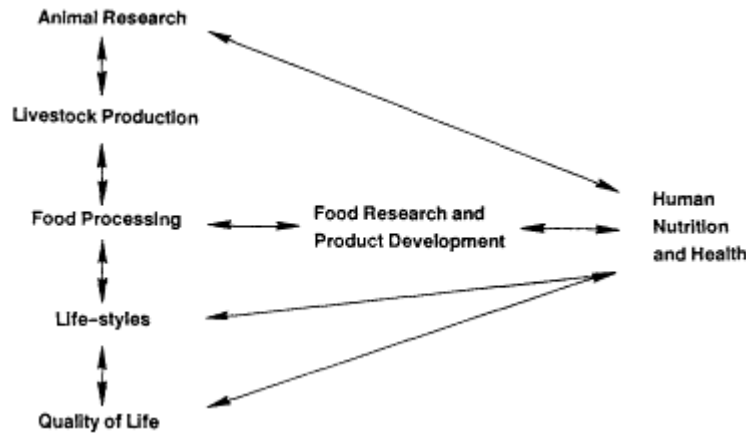 Animal Research
Livestock Production
Food Processing
Food Research and
Product Development
Human
Nutrition
and Health
Life-styles
Quality of Life